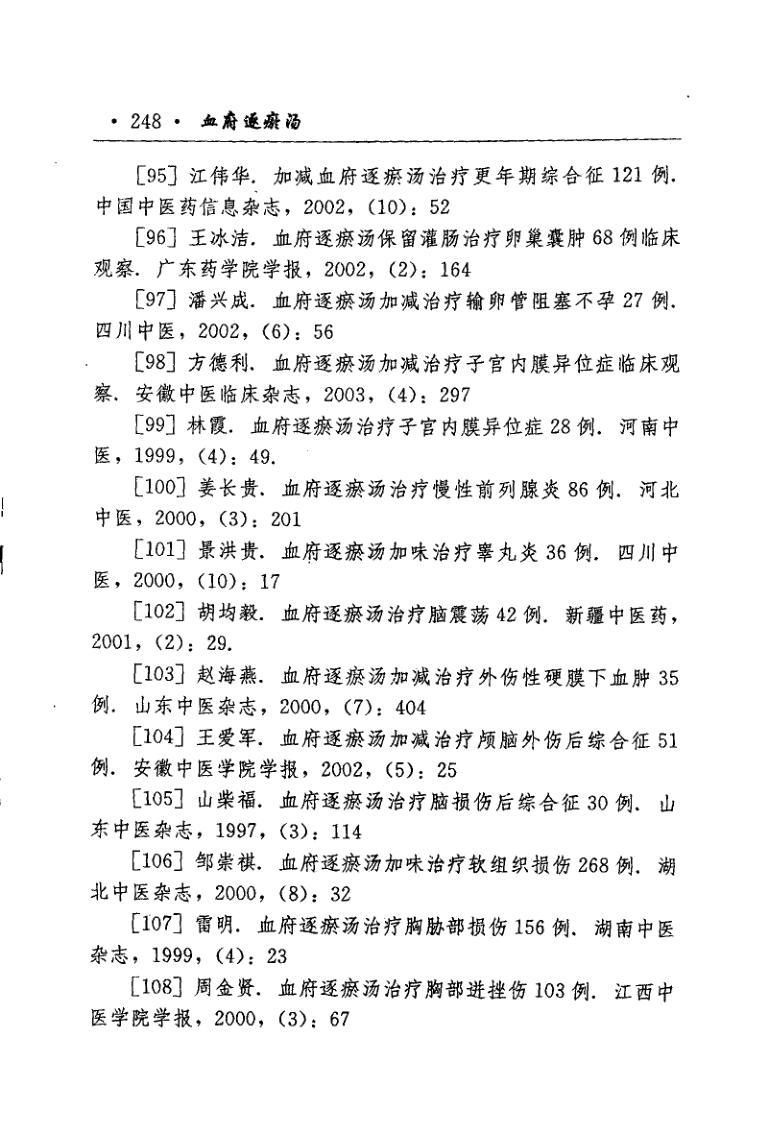 · 248 · 血府逐瘀汤
[95] 江伟华. 加减血府逐瘀汤治疗更年期综合征 121 例.
中国中医药信息杂志，2002，(10)：52
[96] 王冰洁. 血府逐瘀汤保留灌肠治疗卵巢囊肿 68 例临床
观察. 广东药学院学报，2002，(2)：164
[97] 潘兴成. 血府逐瘀汤加减治疗输卵管阻塞不孕 27 例.
四川中医，2002，(6)：56
[98] 方德利. 血府逐瘀汤加减治疗子宫内膜异位症临床观
察. 安徽中医临床杂志，2003，(4)：297
[99] 林霞. 血府逐瘀汤治疗子宫内膜异位症 28 例. 河南中
医，1999，(4)：49.
[100] 姜长贵. 血府逐瘀汤治疗慢性前列腺炎 86 例. 河北
中医，2000，(3)：201
[101] 景洪贵. 血府逐瘀汤加味治疗睾丸炎 36 例. 四川中
医，2000，(10)：17
[102] 胡均毅. 血府逐瘀汤治疗脑震荡 42 例. 新疆中医药，
2001，(2)：29.
[103] 赵海燕. 血府逐瘀汤加减治疗外伤性硬膜下血肿 35
例. 山东中医杂志，2000，(7)：404
[104] 王爱军. 血府逐瘀汤加减治疗颅脑外伤后综合征 51
例. 安徽中医学院学报，2002，(5)：25
[105] 山柴福. 血府逐瘀汤治疗脑损伤后综合征 30 例. 山
东中医杂志，1997，(3)：114
[106] 邹崇祺. 血府逐瘀汤加味治疗软组织损伤 268 例. 湖
北中医杂志，2000，(8)：32
[107] 雷明. 血府逐瘀汤治疗胸胁部损伤 156 例. 湖南中医
杂志，1999，(4)：23
[108] 周金贤. 血府逐瘀汤治疗胸部迸挫伤 103 例. 江西中
医学院学报，2000，(3)：67